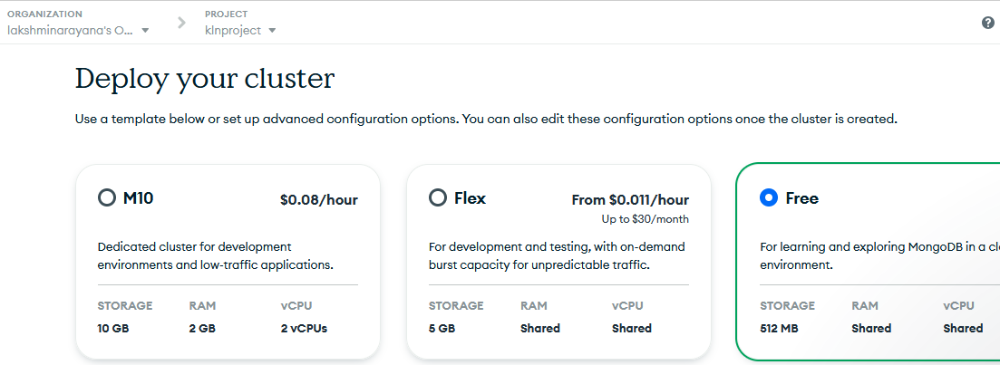 ORGANIZATION
lakshminarayana's O...
PROJECT
klnproject
Deploy your cluster
Use a template below or set up advanced configuration options. You can also edit these configuration options once the cluster is created.
M10
$0.08/hour
Dedicated cluster for development
environments and low-traffic applications.
STORAGE RAM vCPU
10 GB 2 GB 2 vCPUs
Flex
From $0.011/hour
Up to $30/month
For development and testing, with on-demand
burst capacity for unpredictable traffic.
STORAGE RAM vCPU
5 GB Shared Shared
Free
For learning and exploring MongoDB in a
environment.
STORAGE RAM vCPU
512 MB Shared Shared